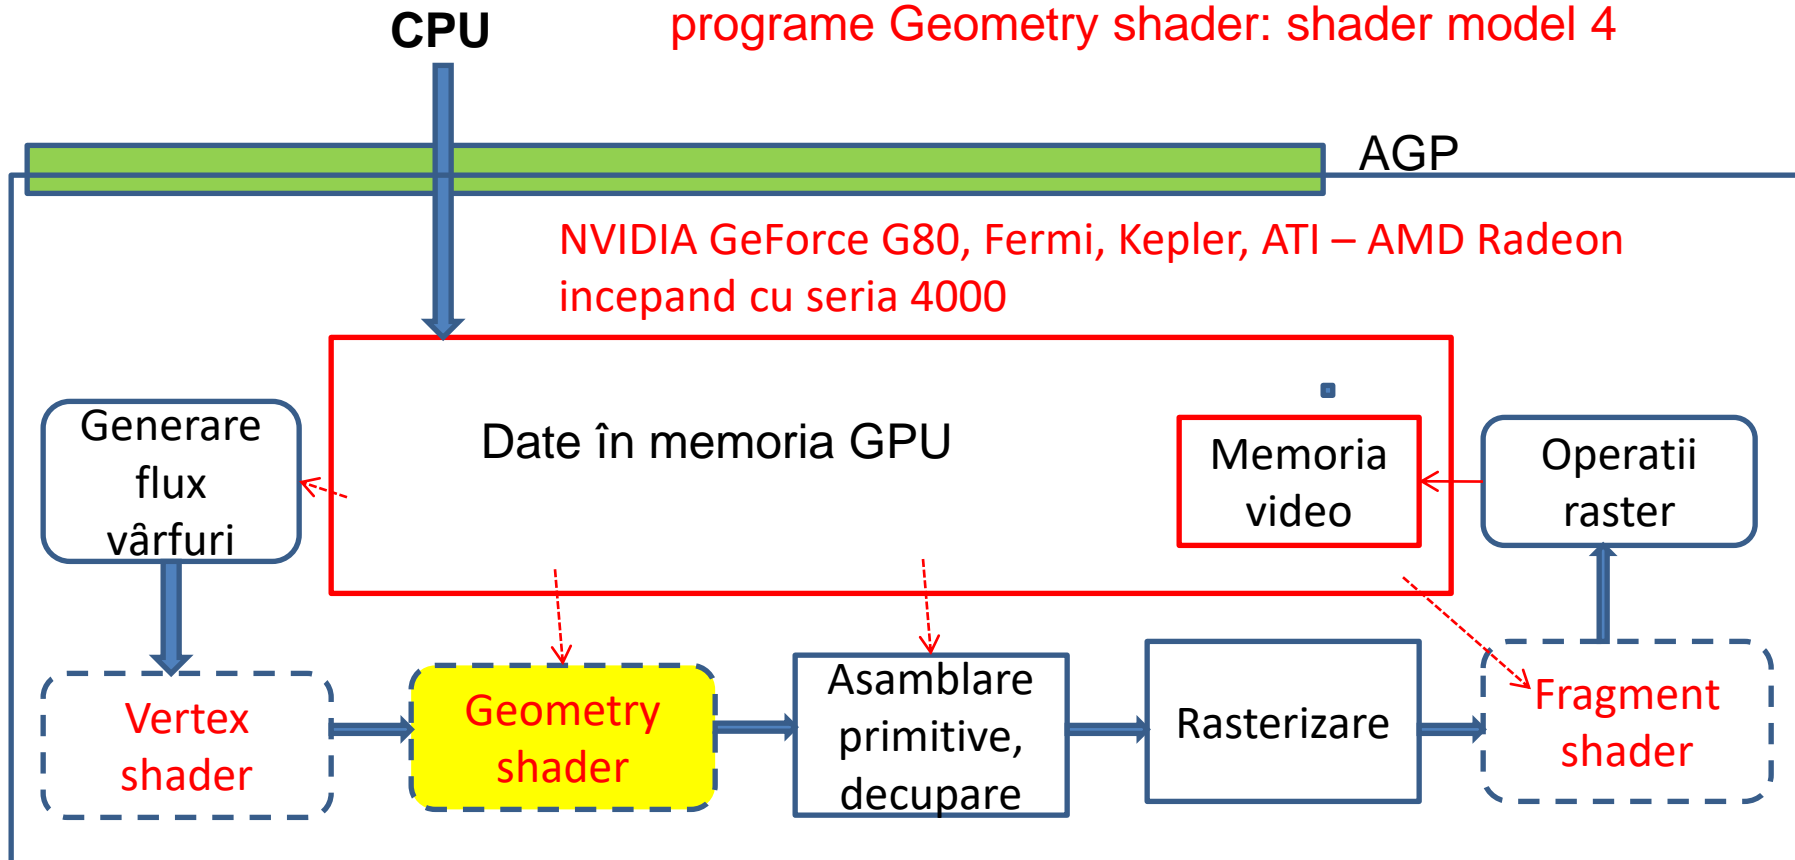 CPU
programe Geometry shader: shader model 4
AGP
NVIDIA GeForce G80, Fermi, Kepler, ATI – AMD Radeon
incepand cu seria 4000
Generare
flux
vârfuri
Date în memoria GPU
Memoria
video
Operatii
raster
Vertex
shader
Geometry
shader
Asamblare
primitive,
decupare
Rasterizare
Fragment
shader